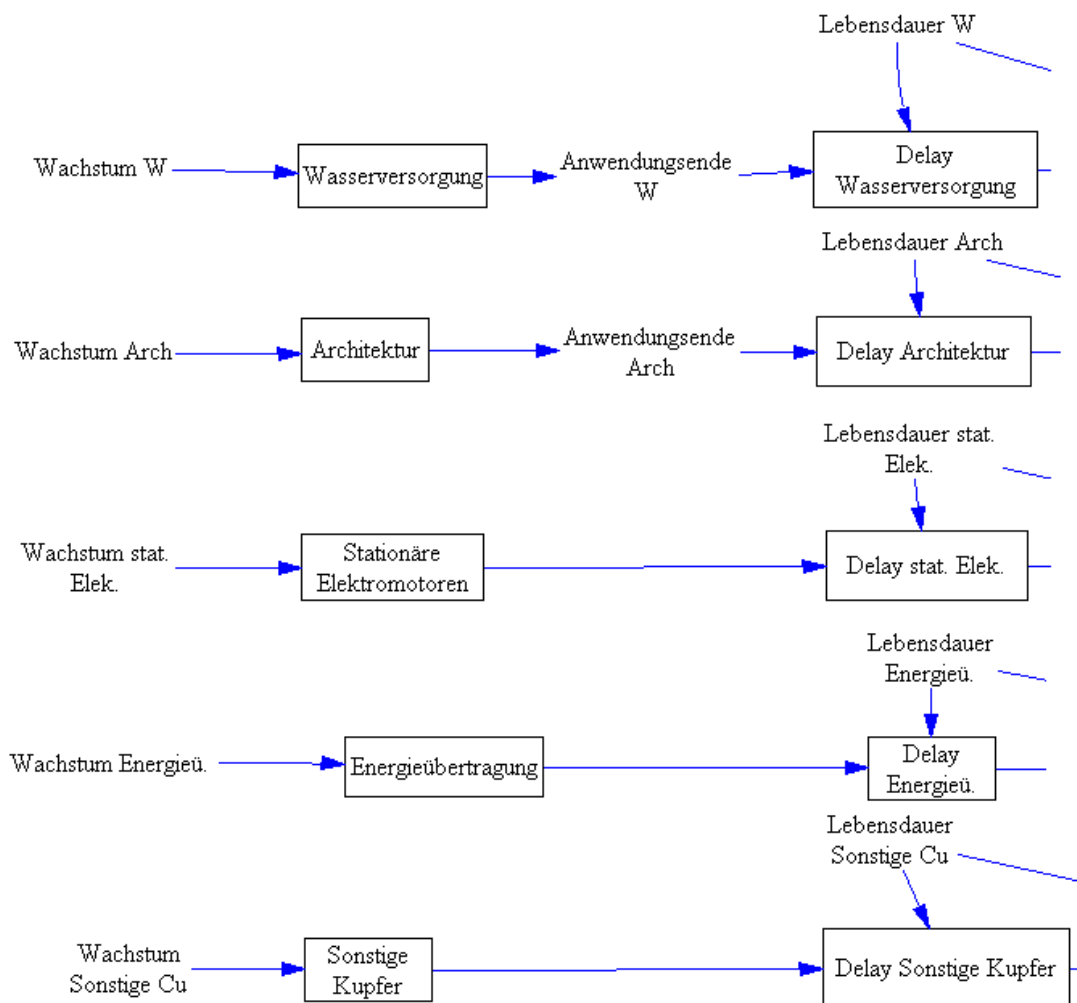 Lebensdauer W
Wachstum W
Wasserversorgung
Anwendungsende
W
Delay
Wasserversorgung
Lebensdauer Arch
Wachstum Arch
Architektur
Anwendungsende
Arch
Delay Architektur
Lebensdauer stat.
Elek.
Wachstum stat.
Elek.
Stationäre
Elektromotoren
Delay stat. Elek.
Lebensdauer
Energieü.
Wachstum Energieü.
Energieübertragung
Delay
Energieü.
Lebensdauer
Sonstige Cu
Wachstum
Sonstige Cu
Sonstige
Kupfer
Delay Sonstige Kupfer